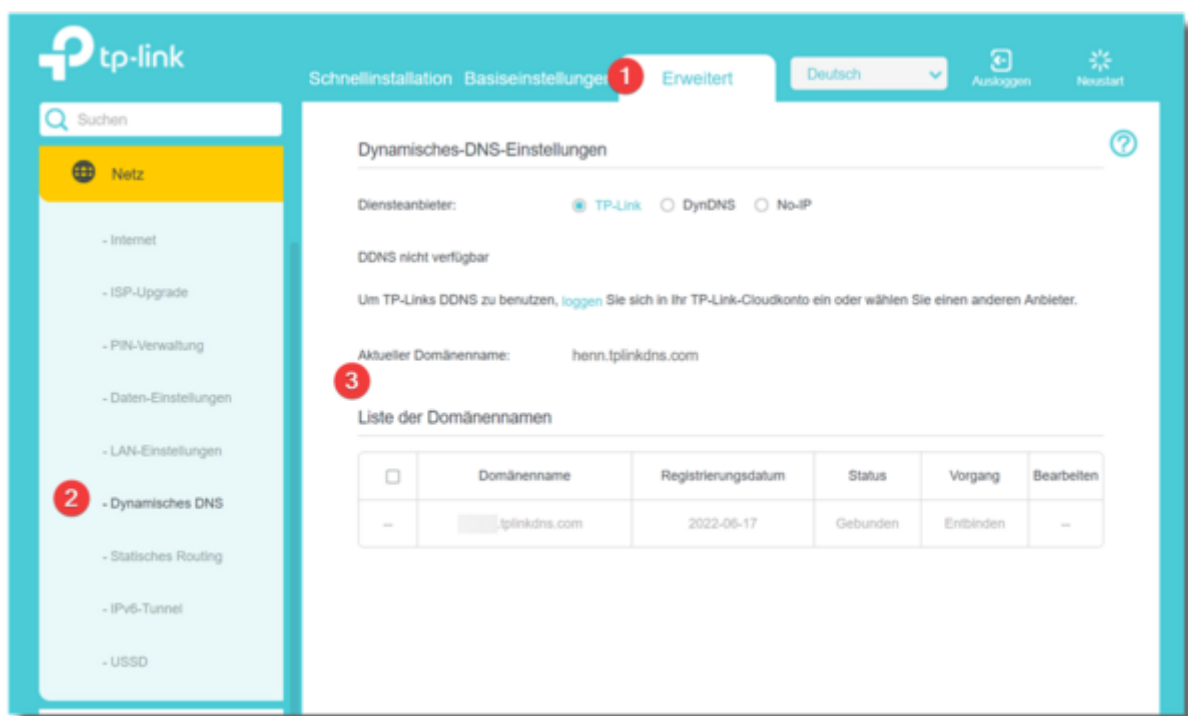 tp-link
Schnellinstallation Basiseinstellungen 1 Erweitert Deutsch Ausloggen Neustart
Suchen
Netz
- Internet
- ISP-Upgrade
- PIN-Verwaltung
- Daten-Einstellungen
- LAN-Einstellungen
2 - Dynamisches DNS
- Statisches Routing
- IPv6-Tunnel
- USSD
Dynamisches-DNS-Einstellungen ?
Diensteanbieter: TP-Link DynDNS No-IP
DDNS nicht verfügbar
Um TP-Links DDNS zu benutzen, loggen Sie sich in Ihr TP-Link-Cloudkonto ein oder wählen Sie einen anderen Anbieter.
Aktueller Domänenname: henn.tplinkdns.com
3
Liste der Domänennamen
Domänenname Registrierungsdatum Status Vorgang Bearbeiten
-- .tplinkdns.com 2022-06-17 Gebunden Entbinden --